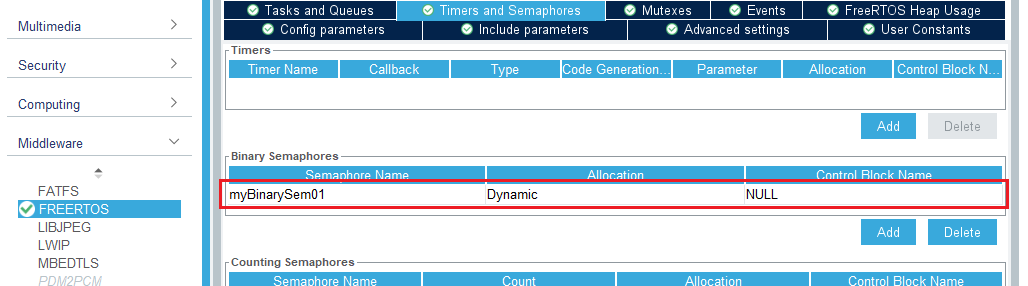 Multimedia
Security
Computing
Middleware
FATFS
FREERTOS
LIBJPEG
LWIP
MBEDTLS
PDM2PCM
Tasks and Queues Timers and Semaphores Mutexes Events FreeRTOS Heap Usage
Config parameters Include parameters Advanced settings User Constants
Timers
Timer Name Callback Type Code Generation... Parameter Allocation Control Block N...
Add Delete
Binary Semaphores
Semaphore Name Allocation Control Block Name
myBinarySem01 Dynamic NULL
Add Delete
Counting Semaphores
Semaphore Name Count Allocation Control Block Name